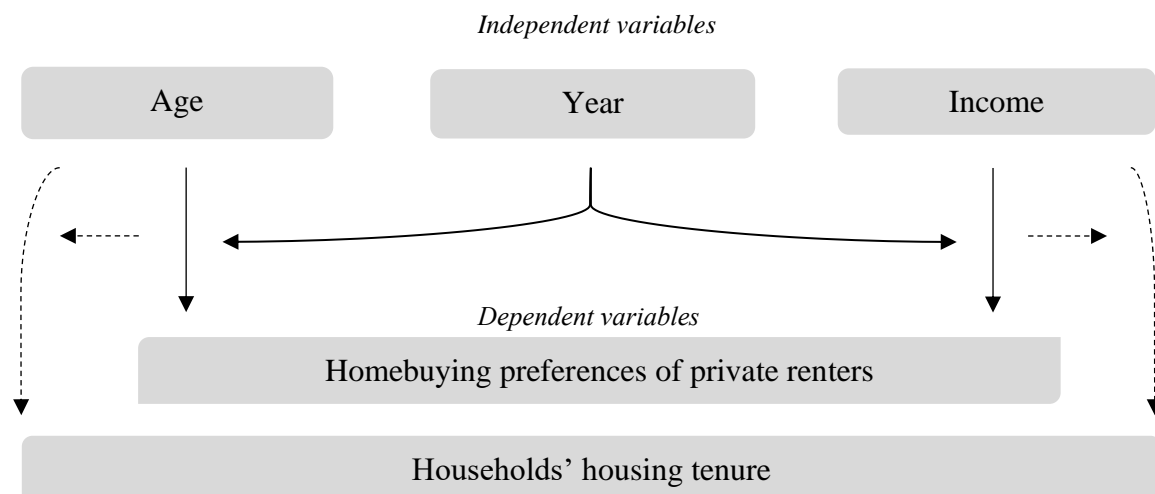 Independent variables
Age
Year
Income
Dependent variables
Homebuying preferences of private renters
Households’ housing tenure